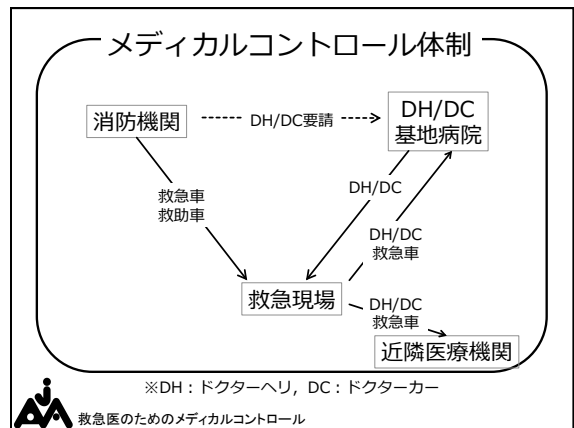 メディカルコントロール体制
消防機関
DH/DC要請
DH/DC
基地病院
救急車
救助車
DH/DC
DH/DC
救急車
救急現場
DH/DC
救急車
近隣医療機関
※DH：ドクターヘリ，DC：ドクターカー
救急医のためのメディカルコントロール